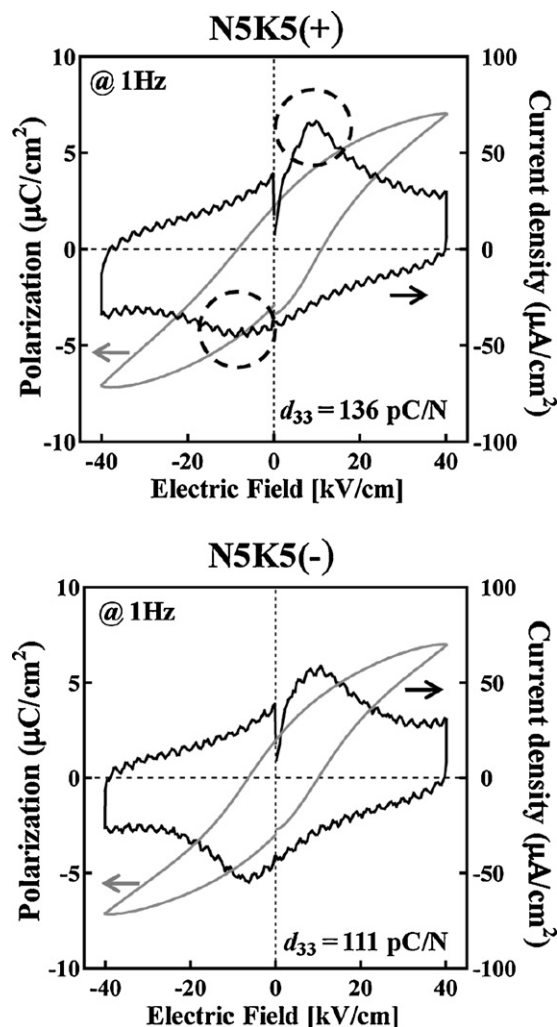 N5K5(+)
@ 1Hz
10
5
0
-5
-10
Polarization (μC/cm²)
100
50
0
-50
-100
Current density (μA/cm²)
d₃₃ = 136 pC/N
-40 -20 0 20 40
Electric Field [kV/cm]
N5K5(-)
@ 1Hz
10
5
0
-5
-10
Polarization (μC/cm²)
100
50
0
-50
-100
Current density (μA/cm²)
d₃₃ = 111 pC/N
-40 -20 0 20 40
Electric Field [kV/cm]